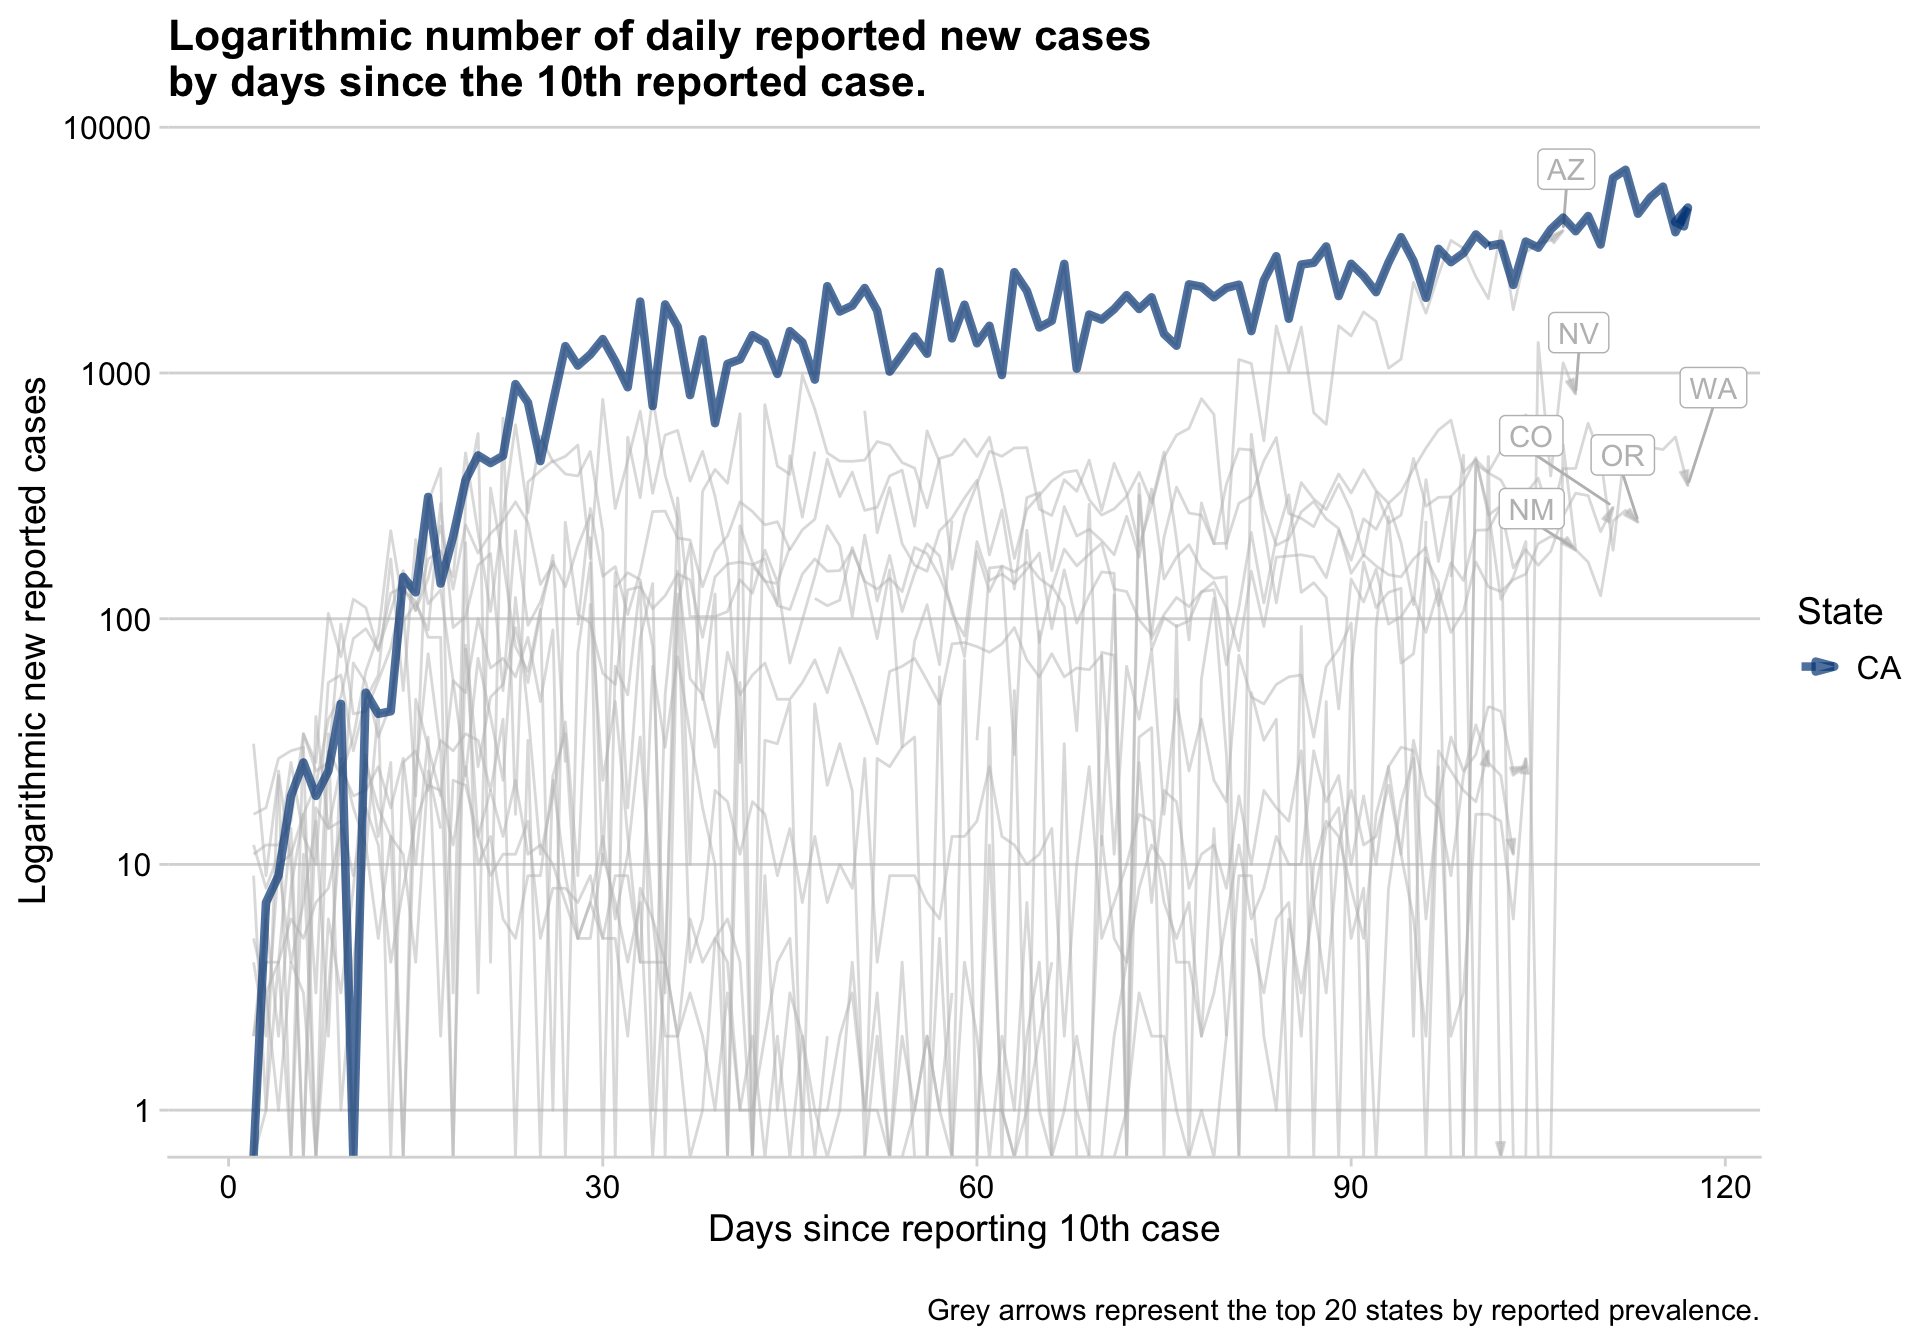 Logarithmic number of daily reported new cases
by days since the 10th reported case.
Logarithmic new reported cases
10000
1000
100
10
1
AZ
NV
WA
CO
OR
NM
State
CA
0
30
60
90
120
Days since reporting 10th case
Grey arrows represent the top 20 states by reported prevalence.